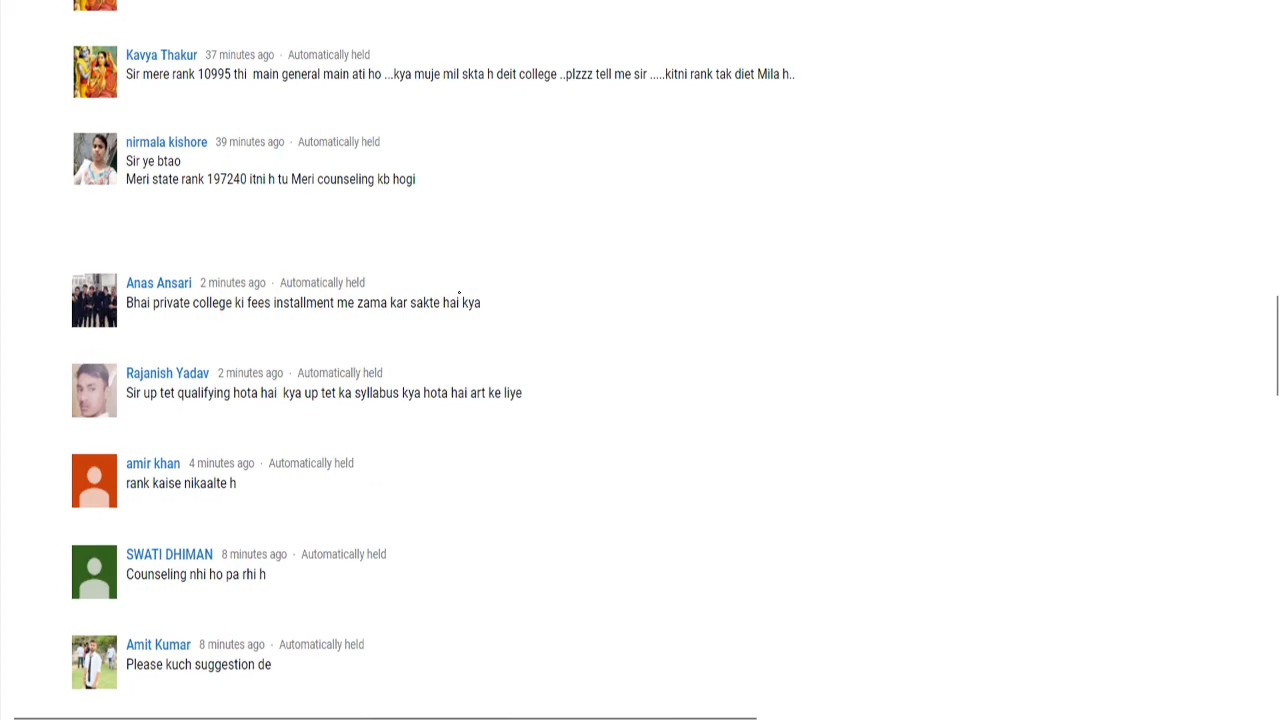 Kavya Thakur 37 minutes ago · Automatically held
Sir mere rank 10995 thi main general main ati ho ...kya muje mil skta h deit college ..plzzz tell me sir .....kitni rank tak diet Mila h..
nirmala kishore 39 minutes ago · Automatically held
Sir ye btao
Meri state rank 197240 itni h tu Meri counseling kb hogi
Anas Ansari 2 minutes ago · Automatically held
Bhai private college ki fees installment me zama kar sakte hai kya
Rajanish Yadav 2 minutes ago · Automatically held
Sir up tet qualifying hota hai kya up tet ka syllabus kya hota hai art ke liye
amir khan 4 minutes ago · Automatically held
rank kaise nikaalte h
SWATI DHIMAN 8 minutes ago · Automatically held
Counseling nhi ho pa rhi h
Amit Kumar 8 minutes ago · Automatically held
Please kuch suggestion de